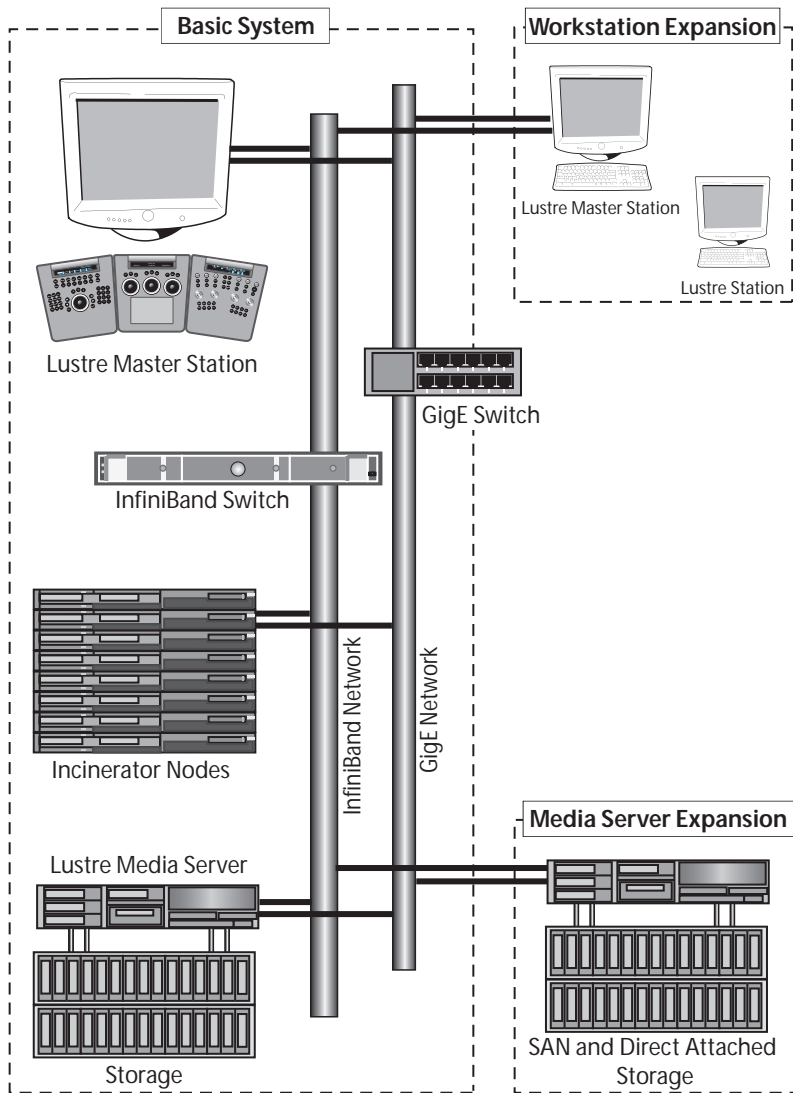 Basic System
Workstation Expansion
Lustre Master Station
Lustre Station
Lustre Master Station
GigE Switch
InfiniBand Switch
InfiniBand Network
GigE Network
Incinerator Nodes
Media Server Expansion
Lustre Media Server
Storage
SAN and Direct Attached
Storage